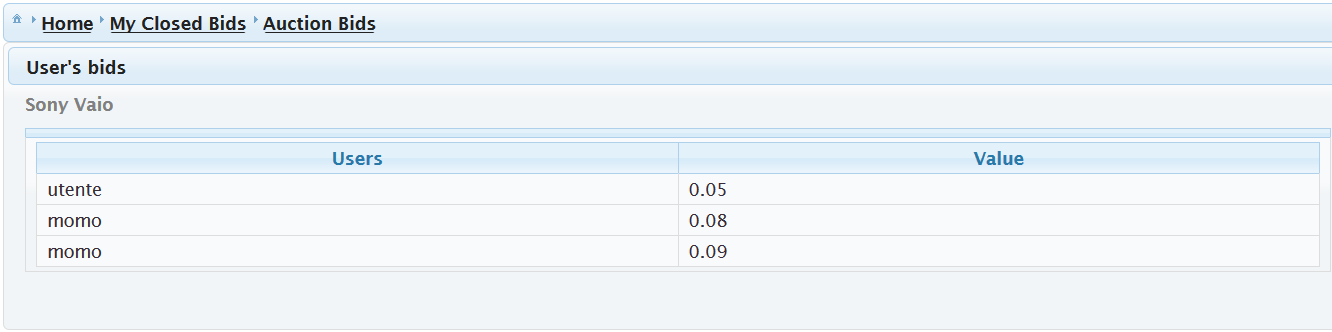 Home My Closed Bids Auction Bids
User's bids
Sony Vaio
Users Value
utente 0.05
momo 0.08
momo 0.09